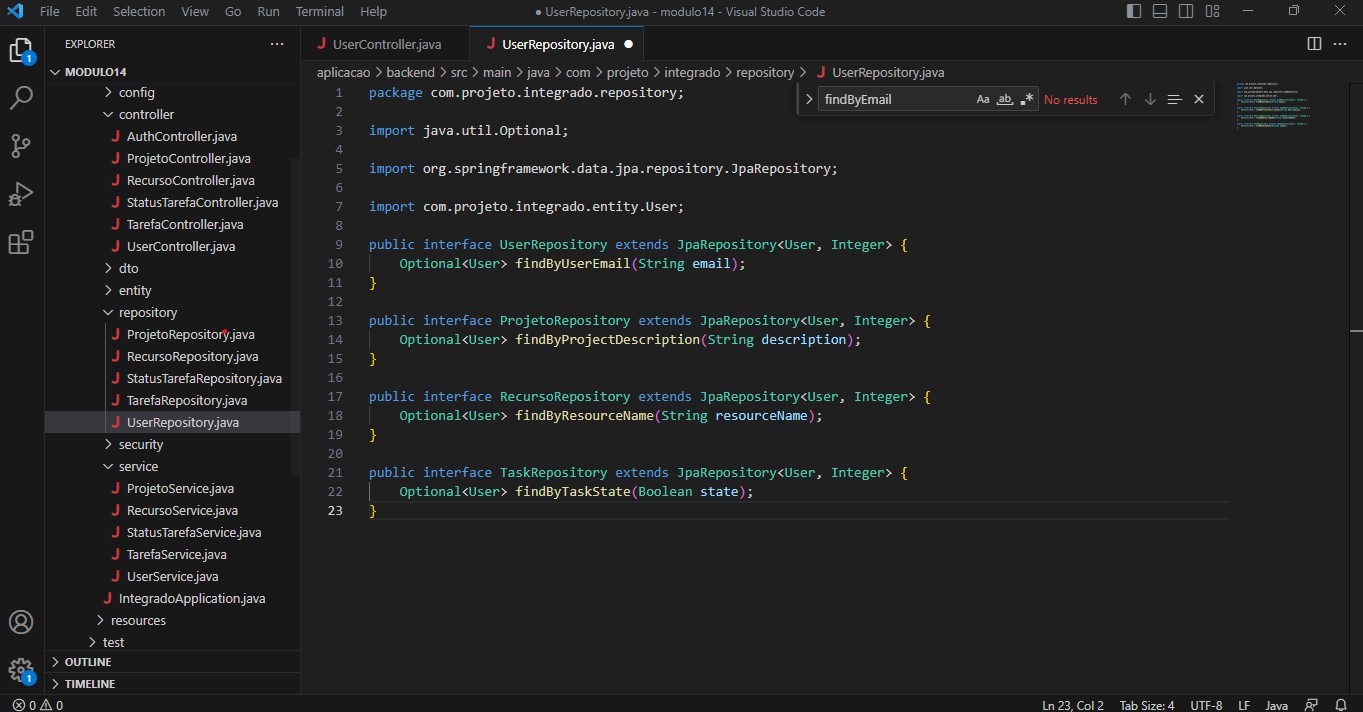 File Edit Selection View Go Run Terminal Help
● UserRepository.java - modulo14 - Visual Studio Code
1
EXPLORER
MODULO14
config
controller
J AuthController.java
J ProjetoController.java
J RecursoController.java
J StatusTarefaController.java
J TarefaController.java
J UserController.java
dto
entity
repository
J ProjetoRepository.java
J RecursoRepository.java
J StatusTarefaRepository.java
J TarefaRepository.java
J UserRepository.java
security
service
J ProjetoService.java
J RecursoService.java
J StatusTarefaService.java
J TarefaService.java
J UserService.java
J IntegradoApplication.java
resources
test
OUTLINE
TIMELINE
1
J UserController.java
J UserRepository.java ●
aplicacao > backend > src > main > java > com > projeto > integrado > repository > J UserRepository.java
findByEmail Aa ab .* No results
1 package com.projeto.integrado.repository;
2
3 import java.util.Optional;
4
5 import org.springframework.data.jpa.repository.JpaRepository;
6
7 import com.projeto.integrado.entity.User;
8
9 public interface UserRepository extends JpaRepository<User, Integer> {
10 Optional<User> findByUserEmail(String email);
11 }
12
13 public interface ProjetoRepository extends JpaRepository<User, Integer> {
14 Optional<User> findByProjectDescription(String description);
15 }
16
17 public interface RecursoRepository extends JpaRepository<User, Integer> {
18 Optional<User> findByResourceName(String resourceName);
19 }
20
21 public interface TaskRepository extends JpaRepository<User, Integer> {
22 Optional<User> findByTaskState(Boolean state);
23 }
0 0
Ln 23, Col 2 Tab Size: 4 UTF-8 LF Java